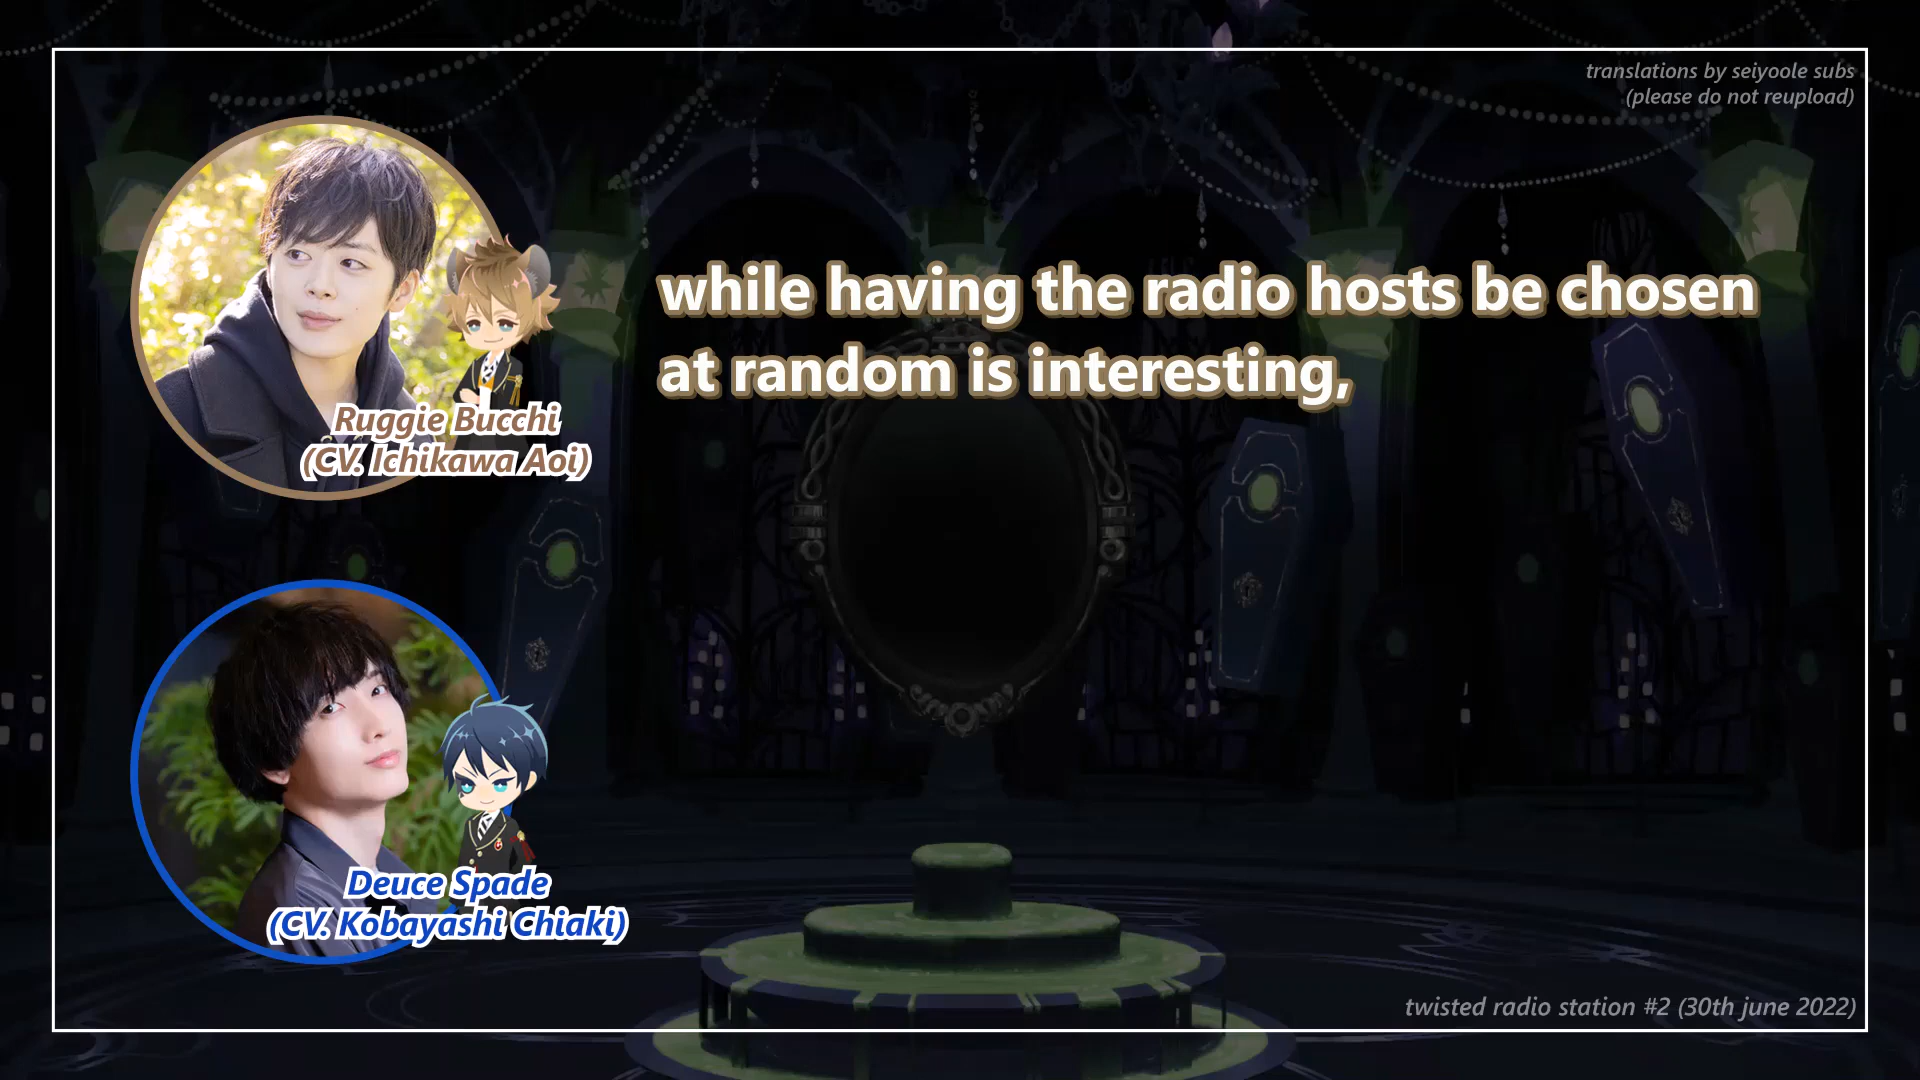 translations by seiyoole subs
(please do not reupload)
while having the radio hosts be chosen
at random is interesting,
Ruggie Bucchi
(CV. Ichikawa Aoi)
Deuce Spade
(CV. Kobayashi Chiaki)
twisted radio station #2 (30th june 2022)